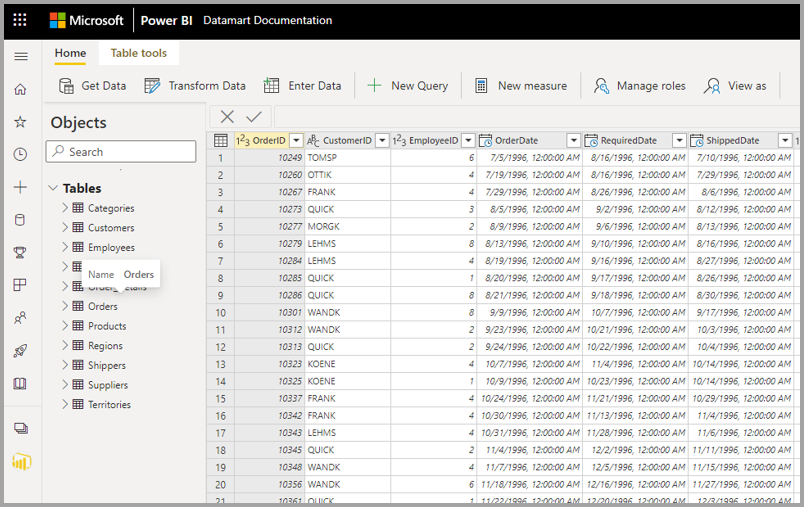 Microsoft Power BI Datamart Documentation
Home Table tools
Get Data Transform Data Enter Data New Query New measure Manage roles View as
Objects
Search
Tables
Categories
Customers
Employees
Name Orders
Order_details
Orders
Products
Regions
Shippers
Suppliers
Territories
123 OrderID ABC CustomerID 123 EmployeeID OrderDate RequiredDate ShippedDate
1 10249 TOMSP 6 7/5/1996, 12:00:00 AM 8/16/1996, 12:00:00 AM 7/10/1996, 12:00:00 AM
2 10260 OTTIK 4 7/19/1996, 12:00:00 AM 8/16/1996, 12:00:00 AM 7/29/1996, 12:00:00 AM
3 10267 FRANK 4 7/29/1996, 12:00:00 AM 8/26/1996, 12:00:00 AM 8/6/1996, 12:00:00 AM
4 10273 QUICK 3 8/5/1996, 12:00:00 AM 9/2/1996, 12:00:00 AM 8/12/1996, 12:00:00 AM
5 10277 MORGK 2 8/9/1996, 12:00:00 AM 9/6/1996, 12:00:00 AM 8/13/1996, 12:00:00 AM
6 10279 LEHMS 8 8/13/1996, 12:00:00 AM 9/10/1996, 12:00:00 AM 8/16/1996, 12:00:00 AM
7 10284 LEHMS 4 8/19/1996, 12:00:00 AM 9/16/1996, 12:00:00 AM 8/27/1996, 12:00:00 AM
8 10285 QUICK 1 8/20/1996, 12:00:00 AM 9/17/1996, 12:00:00 AM 8/26/1996, 12:00:00 AM
9 10286 QUICK 8 8/21/1996, 12:00:00 AM 9/18/1996, 12:00:00 AM 8/30/1996, 12:00:00 AM
10 10301 WANDK 8 9/9/1996, 12:00:00 AM 10/7/1996, 12:00:00 AM 9/17/1996, 12:00:00 AM
11 10312 WANDK 2 9/23/1996, 12:00:00 AM 10/21/1996, 12:00:00 AM 10/3/1996, 12:00:00 AM
12 10313 QUICK 2 9/24/1996, 12:00:00 AM 10/22/1996, 12:00:00 AM 10/4/1996, 12:00:00 AM
13 10323 KOENE 4 10/7/1996, 12:00:00 AM 11/4/1996, 12:00:00 AM 10/14/1996, 12:00:00 AM
14 10325 KOENE 1 10/9/1996, 12:00:00 AM 10/23/1996, 12:00:00 AM 10/14/1996, 12:00:00 AM
15 10337 FRANK 4 10/24/1996, 12:00:00 AM 11/21/1996, 12:00:00 AM 10/29/1996, 12:00:00 AM
16 10342 FRANK 4 10/30/1996, 12:00:00 AM 11/13/1996, 12:00:00 AM 11/4/1996, 12:00:00 AM
17 10343 LEHMS 4 10/31/1996, 12:00:00 AM 11/28/1996, 12:00:00 AM 11/6/1996, 12:00:00 AM
18 10345 QUICK 2 11/4/1996, 12:00:00 AM 12/2/1996, 12:00:00 AM 11/11/1996, 12:00:00 AM
19 10348 WANDK 4 11/7/1996, 12:00:00 AM 12/5/1996, 12:00:00 AM 11/15/1996, 12:00:00 AM
20 10356 WANDK 6 11/18/1996, 12:00:00 AM 12/16/1996, 12:00:00 AM 11/27/1996, 12:00:00 AM
21 10361 QUICK 1 11/22/1996, 12:00:00 AM 12/20/1996, 12:00:00 AM 12/3/1996, 12:00:00 AM